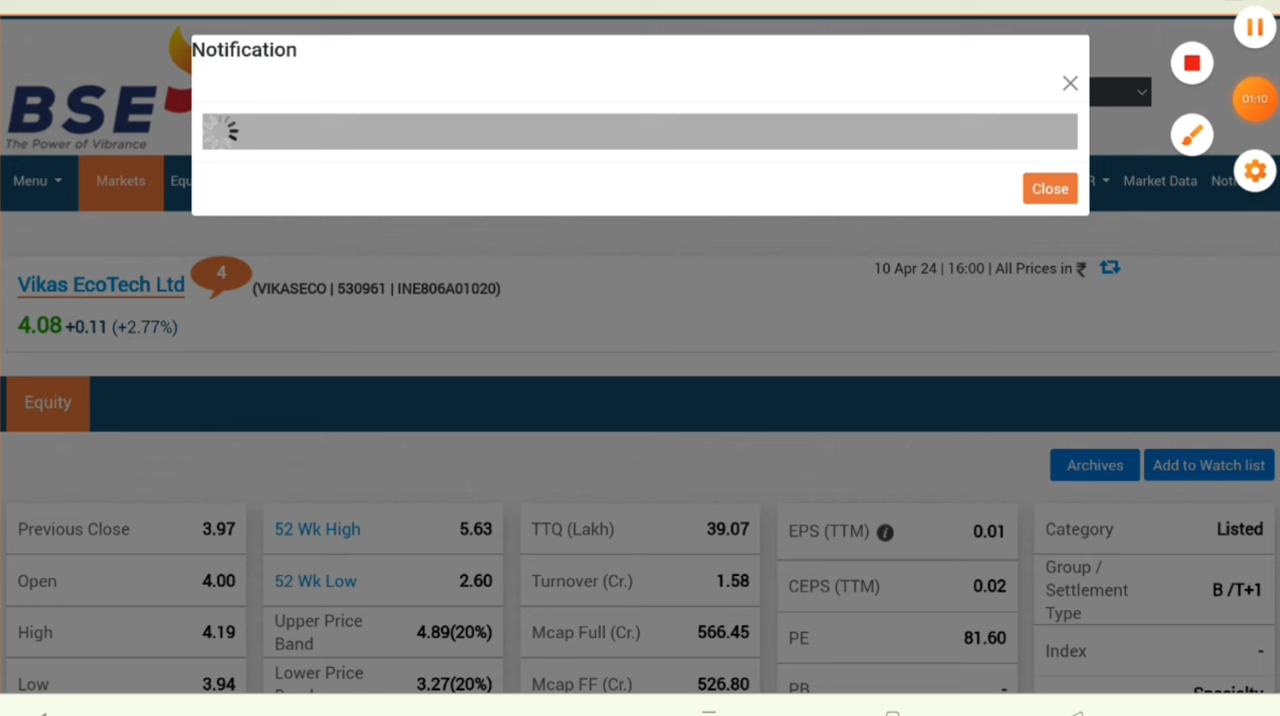 Notification
01:10
BSE
The Power of Vibrance
Close
Menu
Markets
Market Data
Vikas EcoTech Ltd
4
(VIKASECO | 530961 | INE806A01020)
10 Apr 24 | 16:00 | All Prices in ₹
4.08 +0.11 (+2.77%)
Equity
Archives
Add to Watch list
Previous Close 3.97
Open 4.00
High 4.19
Low 3.94
52 Wk High 5.63
52 Wk Low 2.60
Upper Price
Band 4.89(20%)
Lower Price
3.27(20%)
TTQ (Lakh) 39.07
Turnover (Cr.) 1.58
Mcap Full (Cr.) 566.45
Mcap FF (Cr.) 526.80
EPS (TTM) i 0.01
CEPS (TTM) 0.02
PE 81.60
PB -
Category Listed
Group /
Settlement
Type B /T+1
Index -
Specialty